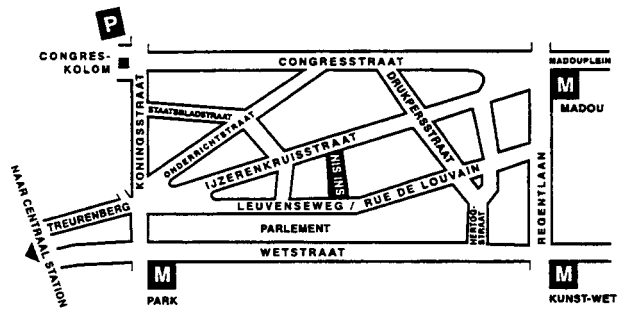 P
CONGRES-
KOLOM
CONGRESSTRAAT
MADOUPLEIN
M
MADOU
KONINGSSTRAAT
STAATSBLADSTRAAT
ONDERRICHTSTRAAT
DRUKPERSSTRAAT
IJZERENKRUISSTRAAT
NIS INS
LEUVENSEWEG / RUE DE LOUVAIN
REGENTLAAN
TREURENBERG
NAAR CENTRAAL STATION
PARLEMENT
HERTOG-
STRAAT
WETSTRAAT
M
PARK
M
KUNST-WET